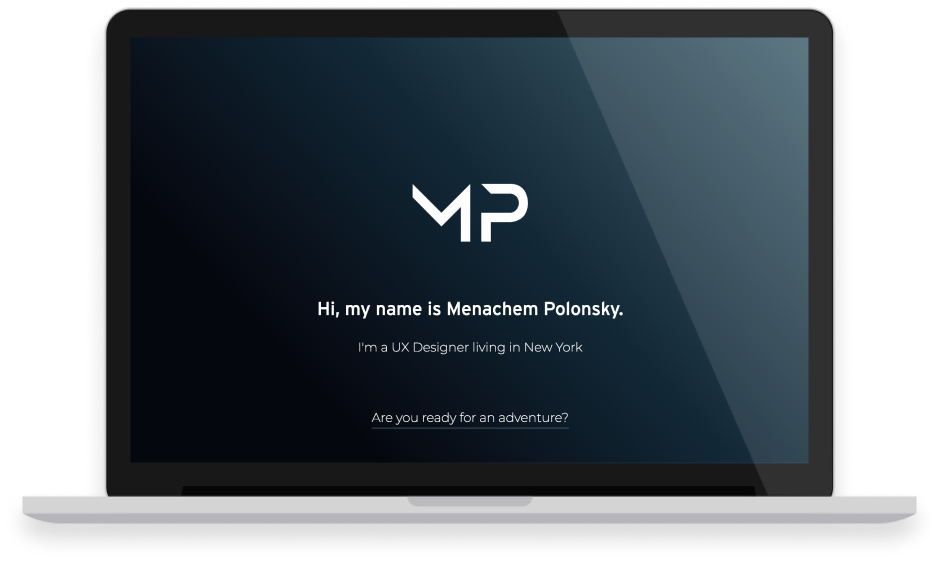 MP
Hi, my name is Menachem Polonsky.
I'm a UX Designer living in New York
Are you ready for an adventure?